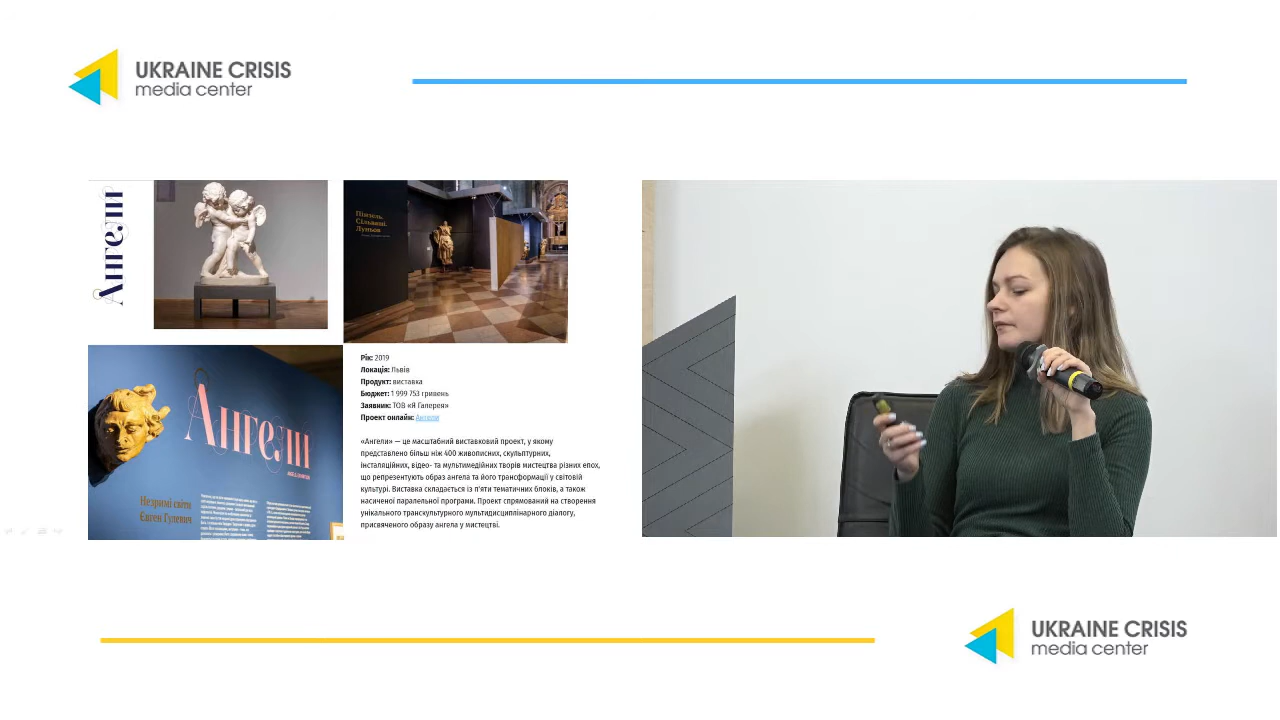 UKRAINE CRISIS
media center
Ангели
Пінзель.
Сільвані.
Луньов
Ангели
Незримі світи
Євген Гулевич
Рік: 2019
Локація: Львів
Продукт: виставка
Бюджет: 1 999 753 гривень
Заявник: ТОВ «Я Галерея»
Проект онлайн: Ангели
«Ангели» — це масштабний виставковий проект, у якому
представлено більш ніж 400 живописних, скульптурних,
інсталяційних, відео- та мультимедійних творів мистецтва різних епох,
що репрезентують образ ангела та його трансформації у світовій
культурі. Виставка складається із п'яти тематичних блоків, а також
насиченої паралельної програми. Проект спрямований на створення
унікального транскультурного мультидисциплінарного діалогу,
присвяченого образу ангела у мистецтві.
UKRAINE CRISIS
media center